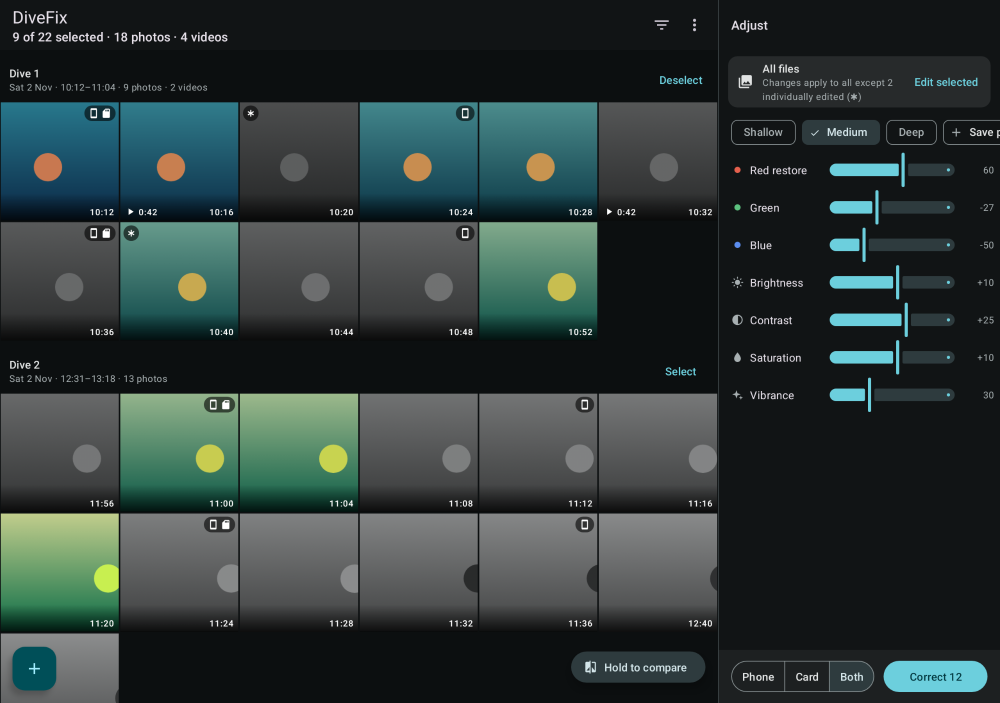 DiveFix
9 of 22 selected · 18 photos · 4 videos
Dive 1
Sat 2 Nov · 10:12–11:04 · 9 photos · 2 videos
Deselect
10:12
0:42 10:16
10:20
10:24
10:28
0:42 10:32
10:36
10:40
10:44
10:48
10:52
Dive 2
Sat 2 Nov · 12:31–13:18 · 13 photos
Select
11:56
11:00
11:04
11:08
11:12
11:16
11:20
11:24
11:28
11:32
11:36
12:40
Hold to compare
Adjust
All files
Changes apply to all except 2
individually edited (✱)
Edit selected
Shallow
Medium
Deep
Save p
Red restore 60
Green -27
Blue -50
Brightness +10
Contrast +25
Saturation +10
Vibrance 30
Phone
Card
Both
Correct 12